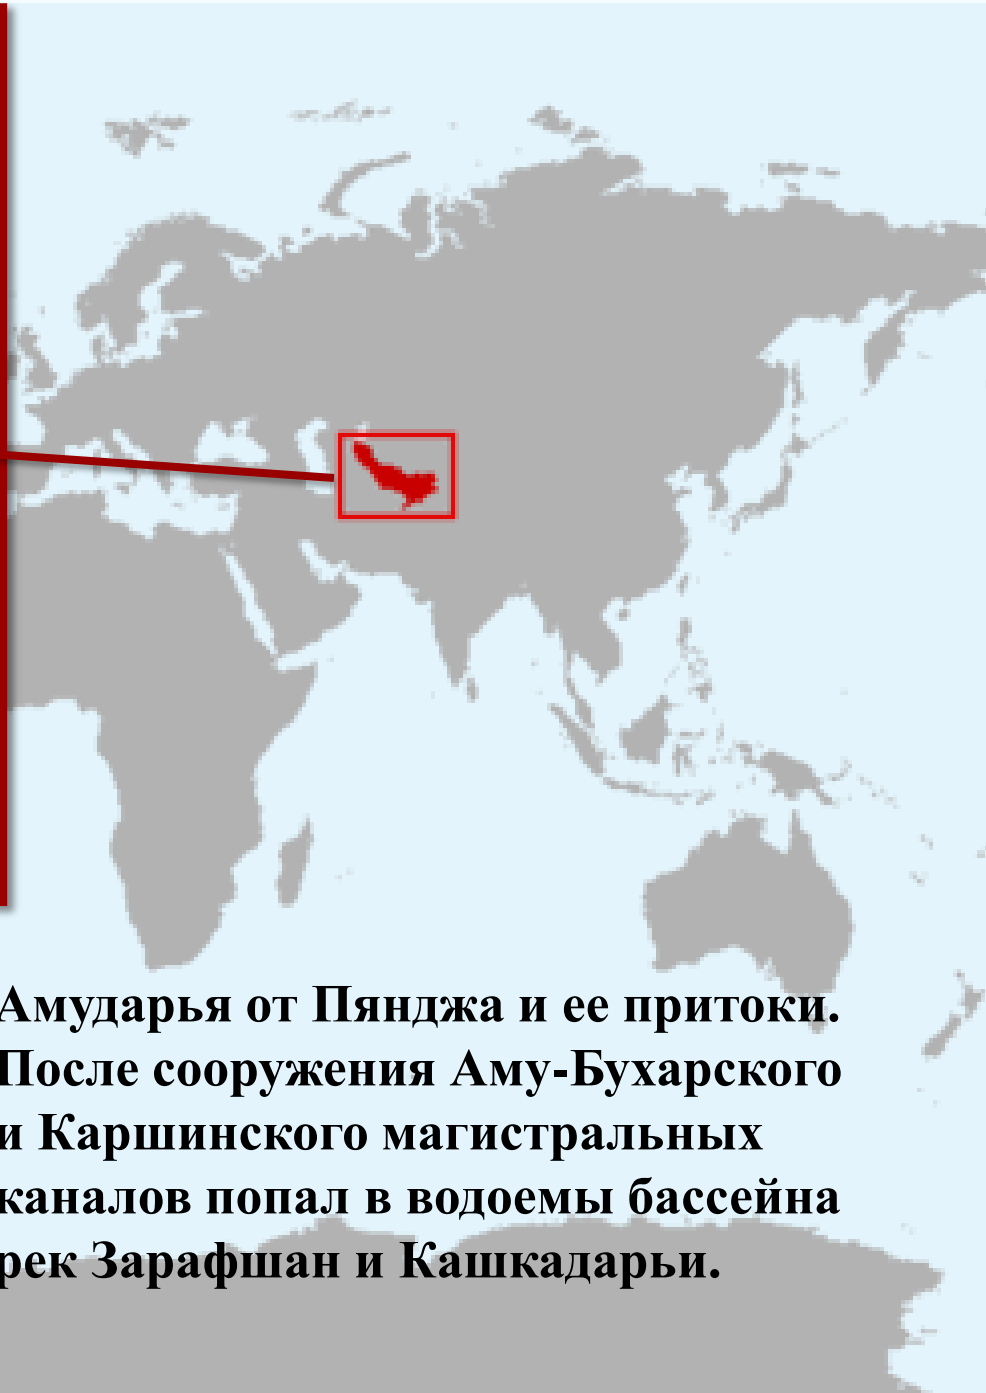 Амударья от Пянджа и ее притоки.
После сооружения Аму-Бухарского
и Каршинского магистральных
каналов попал в водоемы бассейна
рек Зарафшан и Кашкадарьи.